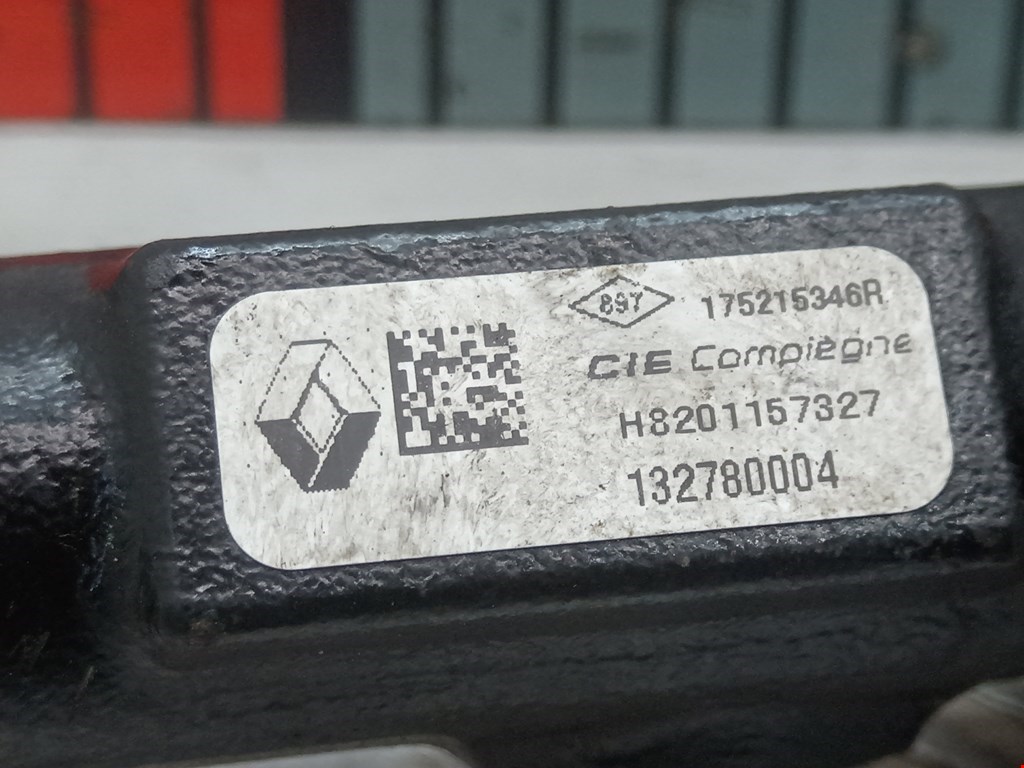 897 175215346R
CIE Compiègne
H8201157327
132780004